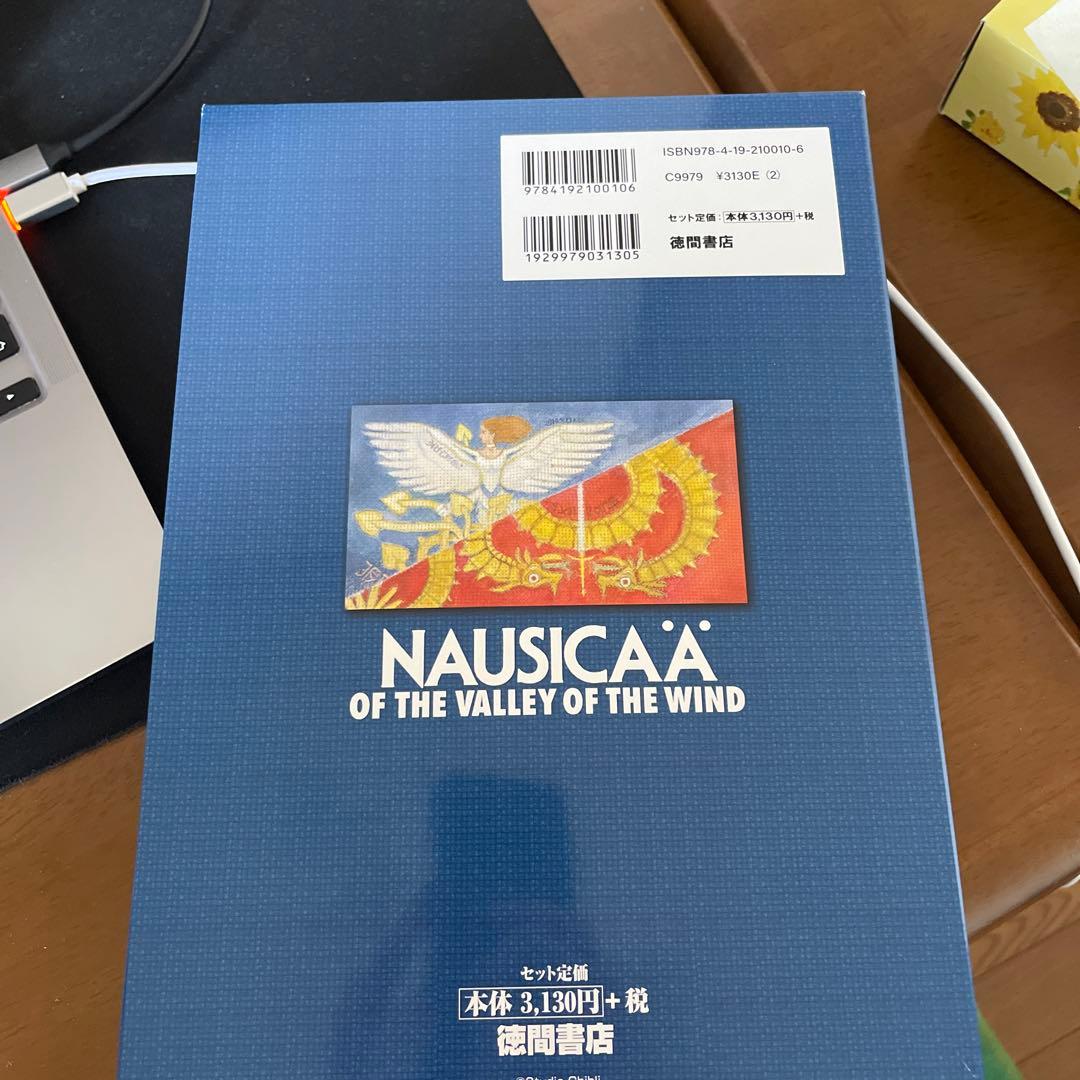 ISBN978-4-19-210010-6
C9979 ¥3130E (2)
9784192100106
セット定価:本体3,130円+税
1929979031305
徳間書店
NAUSICAÄ
OF THE VALLEY OF THE WIND
セット定価
本体 3,130円+税
徳間書店
©Studio Ghibli